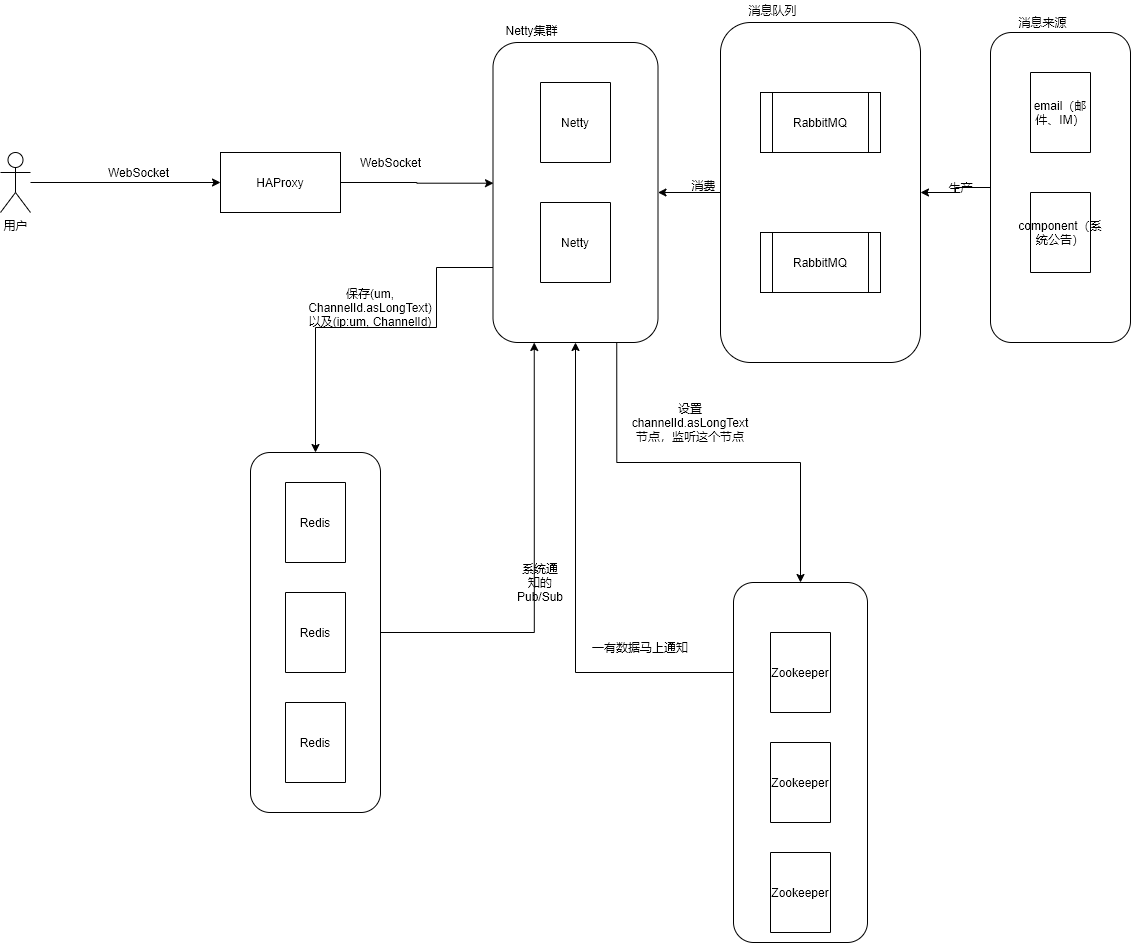 消息队列
消息来源
Netty集群
Netty
RabbitMQ
email（邮
件、IM）
WebSocket
WebSocket
HAProxy
消费
生产
用户
Netty
RabbitMQ
component（系
统公告）
保存(um,
ChannelId.asLongText)
以及(ip:um, ChannelId)
设置
channelId.asLongText
节点，监听这个节点
Redis
系统通
知的
Pub/Sub
Redis
一有数据马上通知
Zookeeper
Redis
Zookeeper
Zookeeper